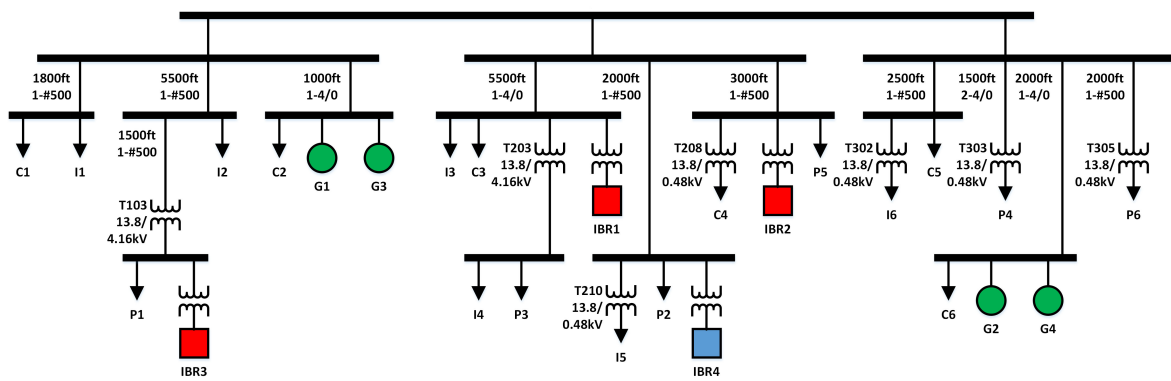 1800ft
1-#500
5500ft
1-#500
1000ft
1-4/0
5500ft
1-4/0
2000ft
1-#500
3000ft
1-#500
2500ft
1-#500
1500ft
2-4/0
2000ft
1-4/0
2000ft
1-#500
1500ft
1-#500
C1
I1
I2
C2
G1
G3
I3
C3
T203
13.8/
4.16kV
IBR1
T208
13.8/
0.48kV
C4
IBR2
P5
T302
13.8/
0.48kV
I6
C5
T303
13.8/
0.48kV
P4
T305
13.8/
0.48kV
P6
T103
13.8/
4.16kV
P1
IBR3
I4
P3
T210
13.8/
0.48kV
I5
P2
IBR4
C6
G2
G4